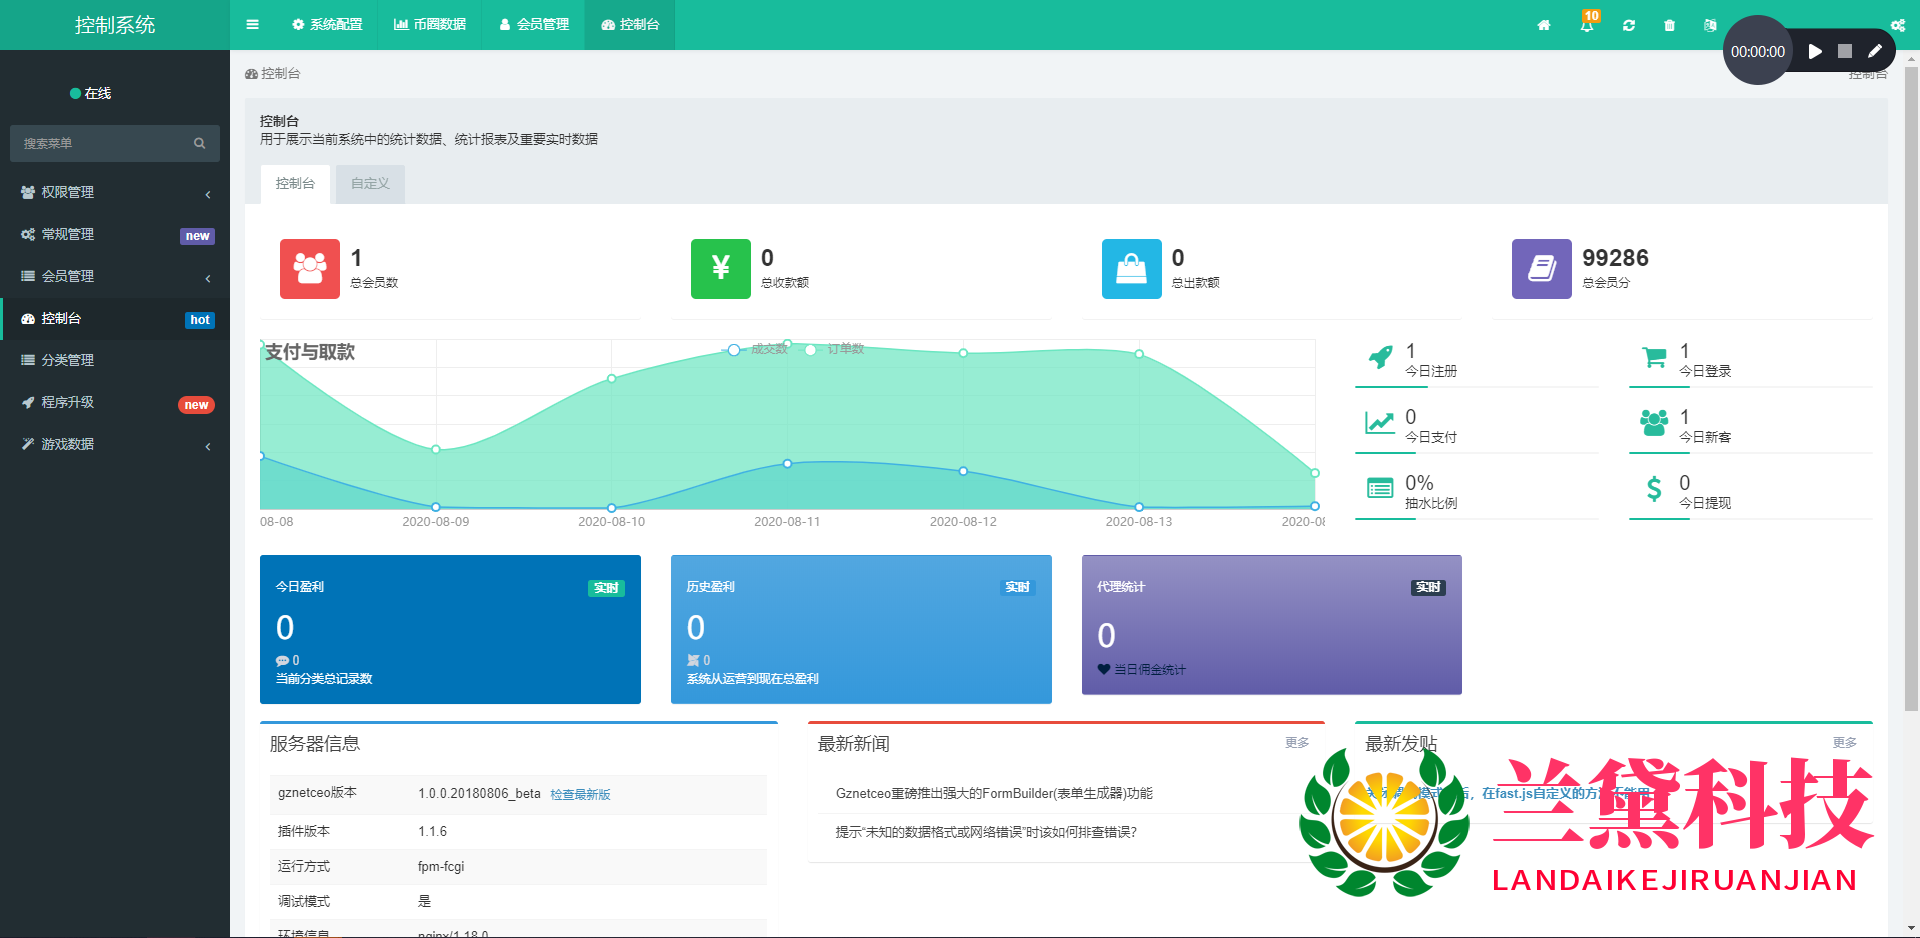 控制系统
系统配置
币圈数据
会员管理
控制台
10
00:00:00
在线
搜索菜单
权限管理
常规管理 new
会员管理
控制台 hot
分类管理
程序升级 new
游戏数据
控制台
控制台
控制台
用于展示当前系统中的统计数据、统计报表及重要实时数据
控制台
自定义
1
总会员数
¥
0
总收款额
0
总出款额
99286
总会员分
支付与取款
成交数
订单数
08-08
2020-08-09
2020-08-10
2020-08-11
2020-08-12
2020-08-13
2020-08
1
今日注册
1
今日登录
0
今日支付
1
今日新客
0%
抽水比例
$
0
今日提现
今日盈利
实时
0
0
当前分类总记录数
历史盈利
实时
0
0
系统从运营到现在总盈利
代理统计
实时
0
当日佣金统计
服务器信息
gznetceo版本 1.0.0.20180806_beta 检查最新版
插件版本 1.1.6
运行方式 fpm-fcgi
调试模式 是
环境信息 nginx/1.18.0
最新新闻
更多
Gznetceo重磅推出强大的FormBuilder(表单生成器)功能
提示“未知的数据格式或网络错误”时该如何排查错误?
最新发贴
更多
后，在fast.js自定义的方法不能用
兰黛科技
LANDAIKEJIRUANJIAN